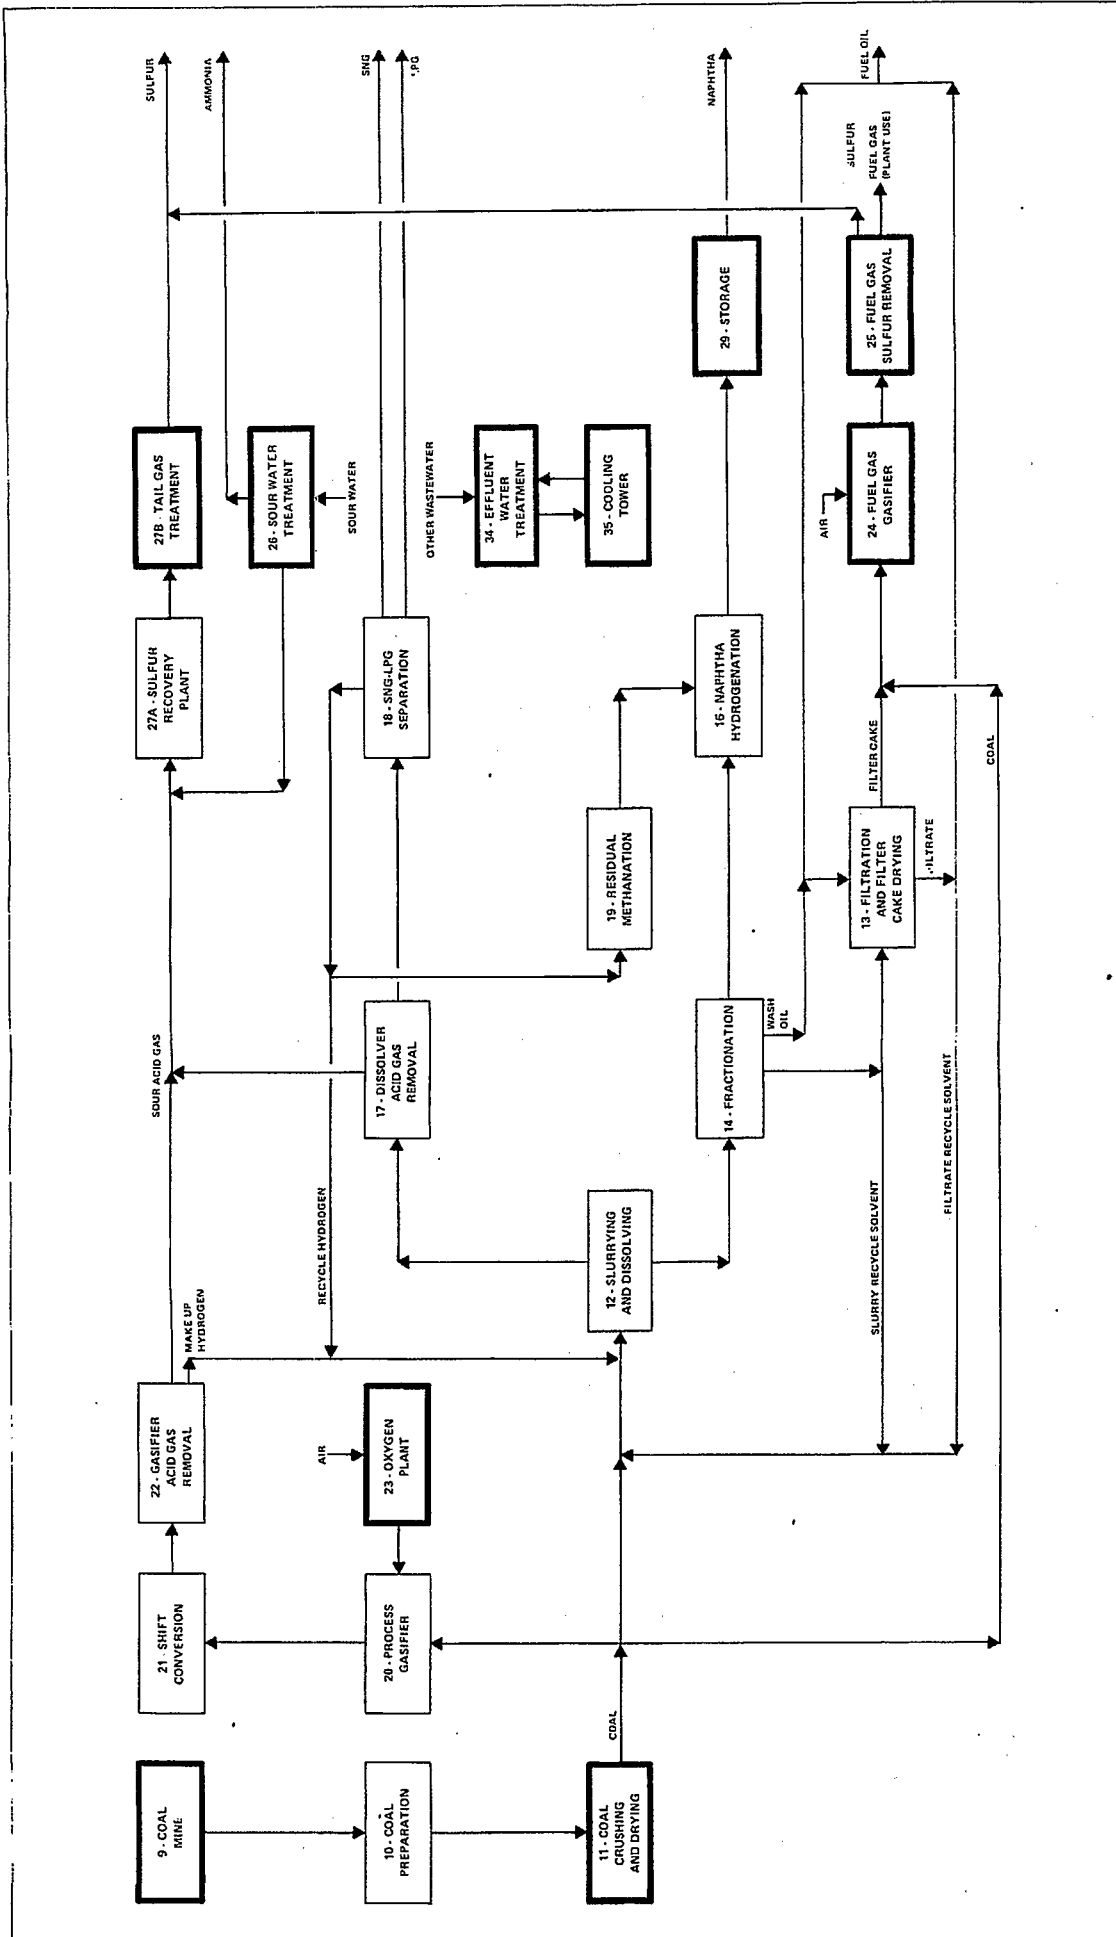 SULFUR
AMMONIA
SNG
NAPHTHA
FUEL OIL
SULFUR
FUEL GAS
(PLANT USE)
27B - TAIL GAS
TREATMENT
26 - SOUR WATER
TREATMENT
SOUR WATER
OTHER WASTEWATER
34 - EFFLUENT
WATER
TREATMENT
35 - COOLING
TOWER
29 - STORAGE
25 - FUEL GAS
SULFUR REMOVAL
AIR
24 - FUEL GAS
GASIFIER
27A - SULFUR
RECOVERY
PLANT
18 - SNG-LPG
SEPARATION
16 - NAPHTHA
HYDROGENATION
19 - RESIDUAL
METHANATION
FILTER CAKE
COAL
13 - FILTRATION
AND FILTER
CAKE DRYING
SOUR ACID GAS
17 - DISSOLVER
ACID GAS
REMOVAL
14 - FRACTIONATION
WASH
OIL
RECYCLE HYDROGEN
12 - SLURRYING
AND DISSOLVING
SLURRY RECYCLE SOLVENT
FILTRATE RECYCLE SOLVENT
MAKE UP
HYDROGEN
22 - GASIFIER
ACID GAS
REMOVAL
AIR
23 - OXYGEN
PLANT
21 - SHIFT
CONVERSION
20 - PROCESS
GASIFIER
COAL
9 - COAL
MINE
10 - COAL
PREPARATION
11 - COAL
CRUSHING
AND DRYING